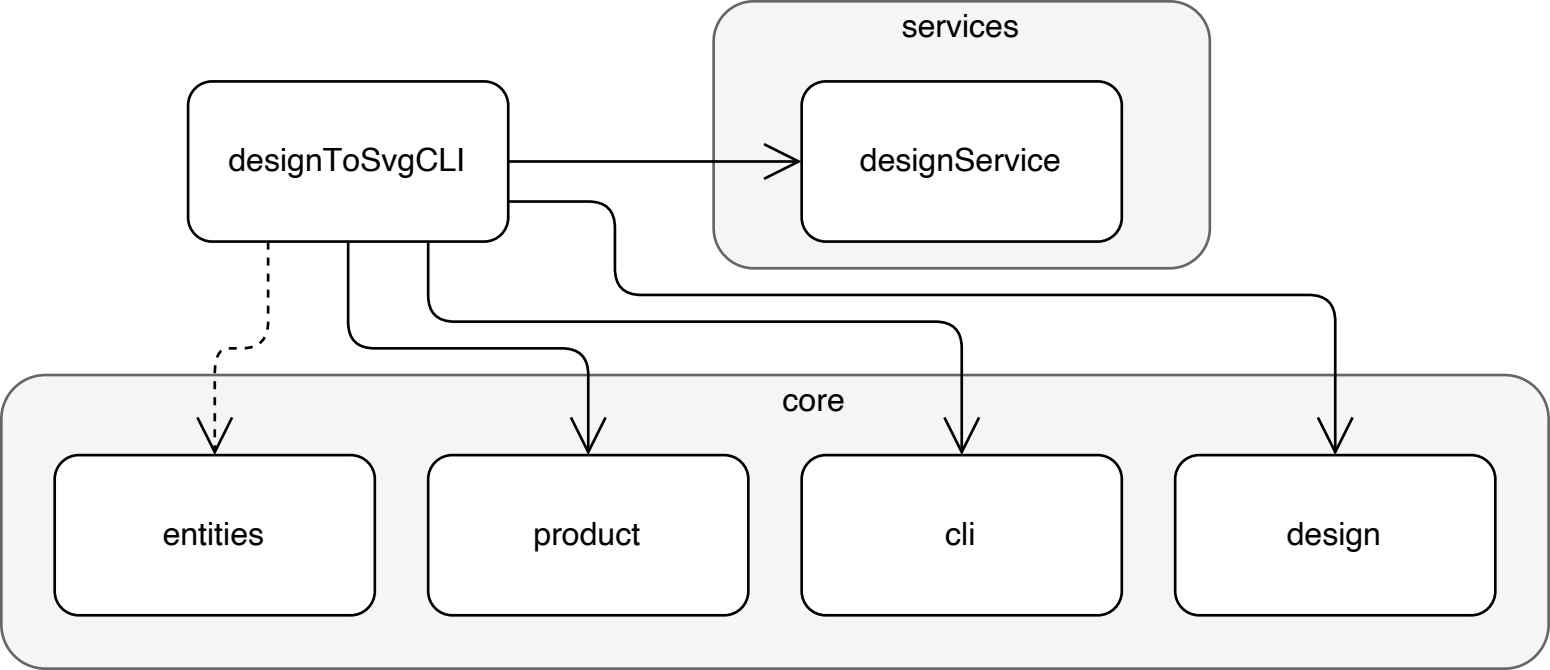 services
designToSvgCLI
designService
core
entities
product
cli
design